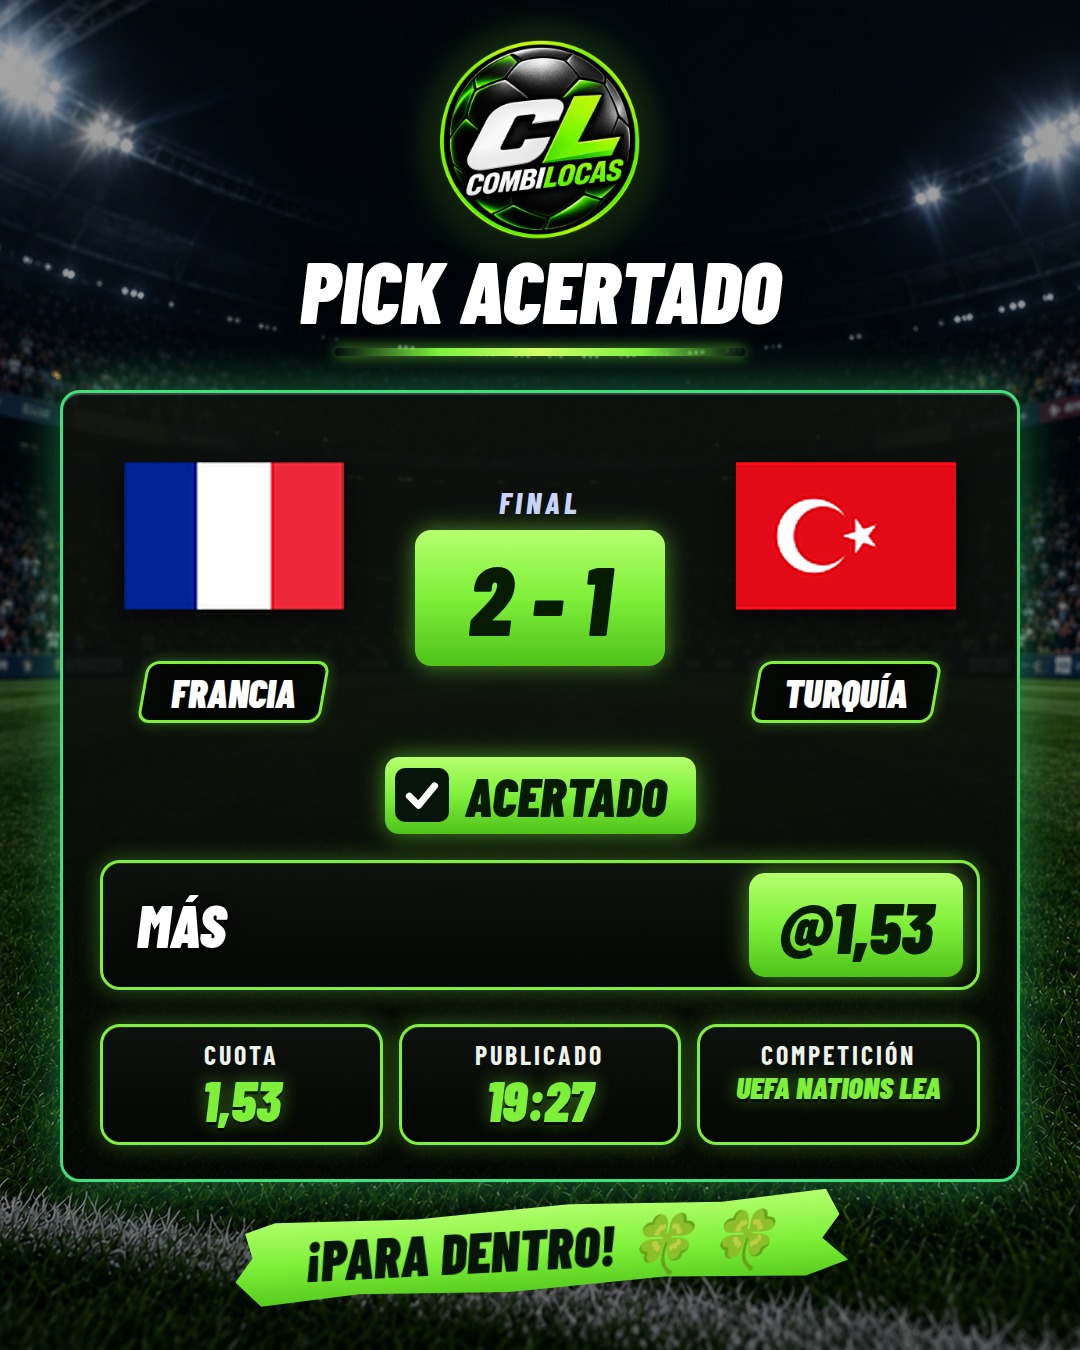 CL
COMBILOCAS
PICK ACERTADO
FINAL
2 - 1
FRANCIA
TURQUÍA
ACERTADO
MÁS
@1,53
CUOTA
1,53
PUBLICADO
19:27
COMPETICIÓN
UEFA NATIONS LEA
¡PARA DENTRO! 🍀 🍀